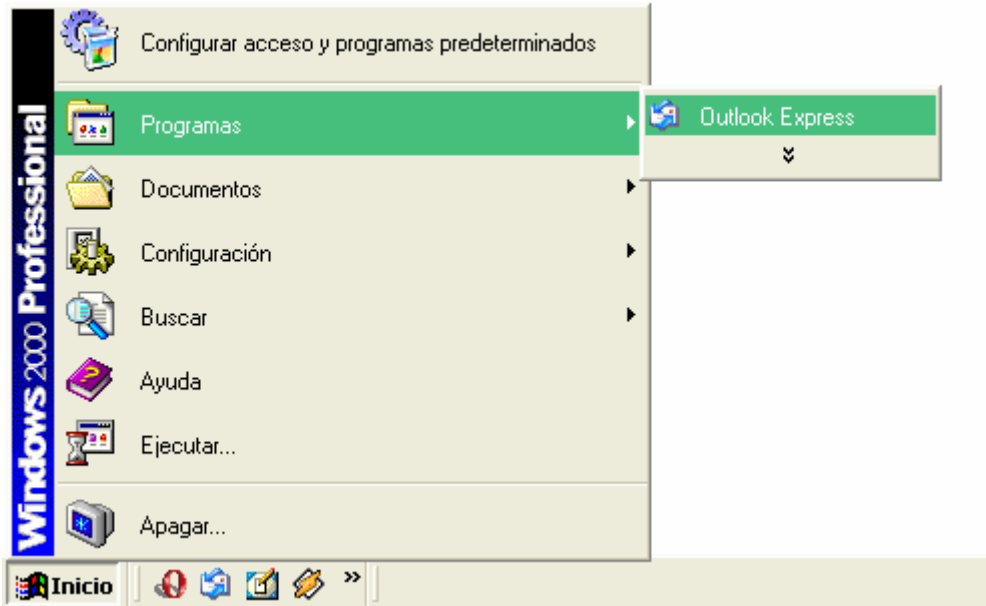 Configurar acceso y programas predeterminados
Programas
Outlook Express
Documentos
Configuración
Buscar
Ayuda
Ejecutar...
Apagar...
Windows 2000 Professional
Inicio